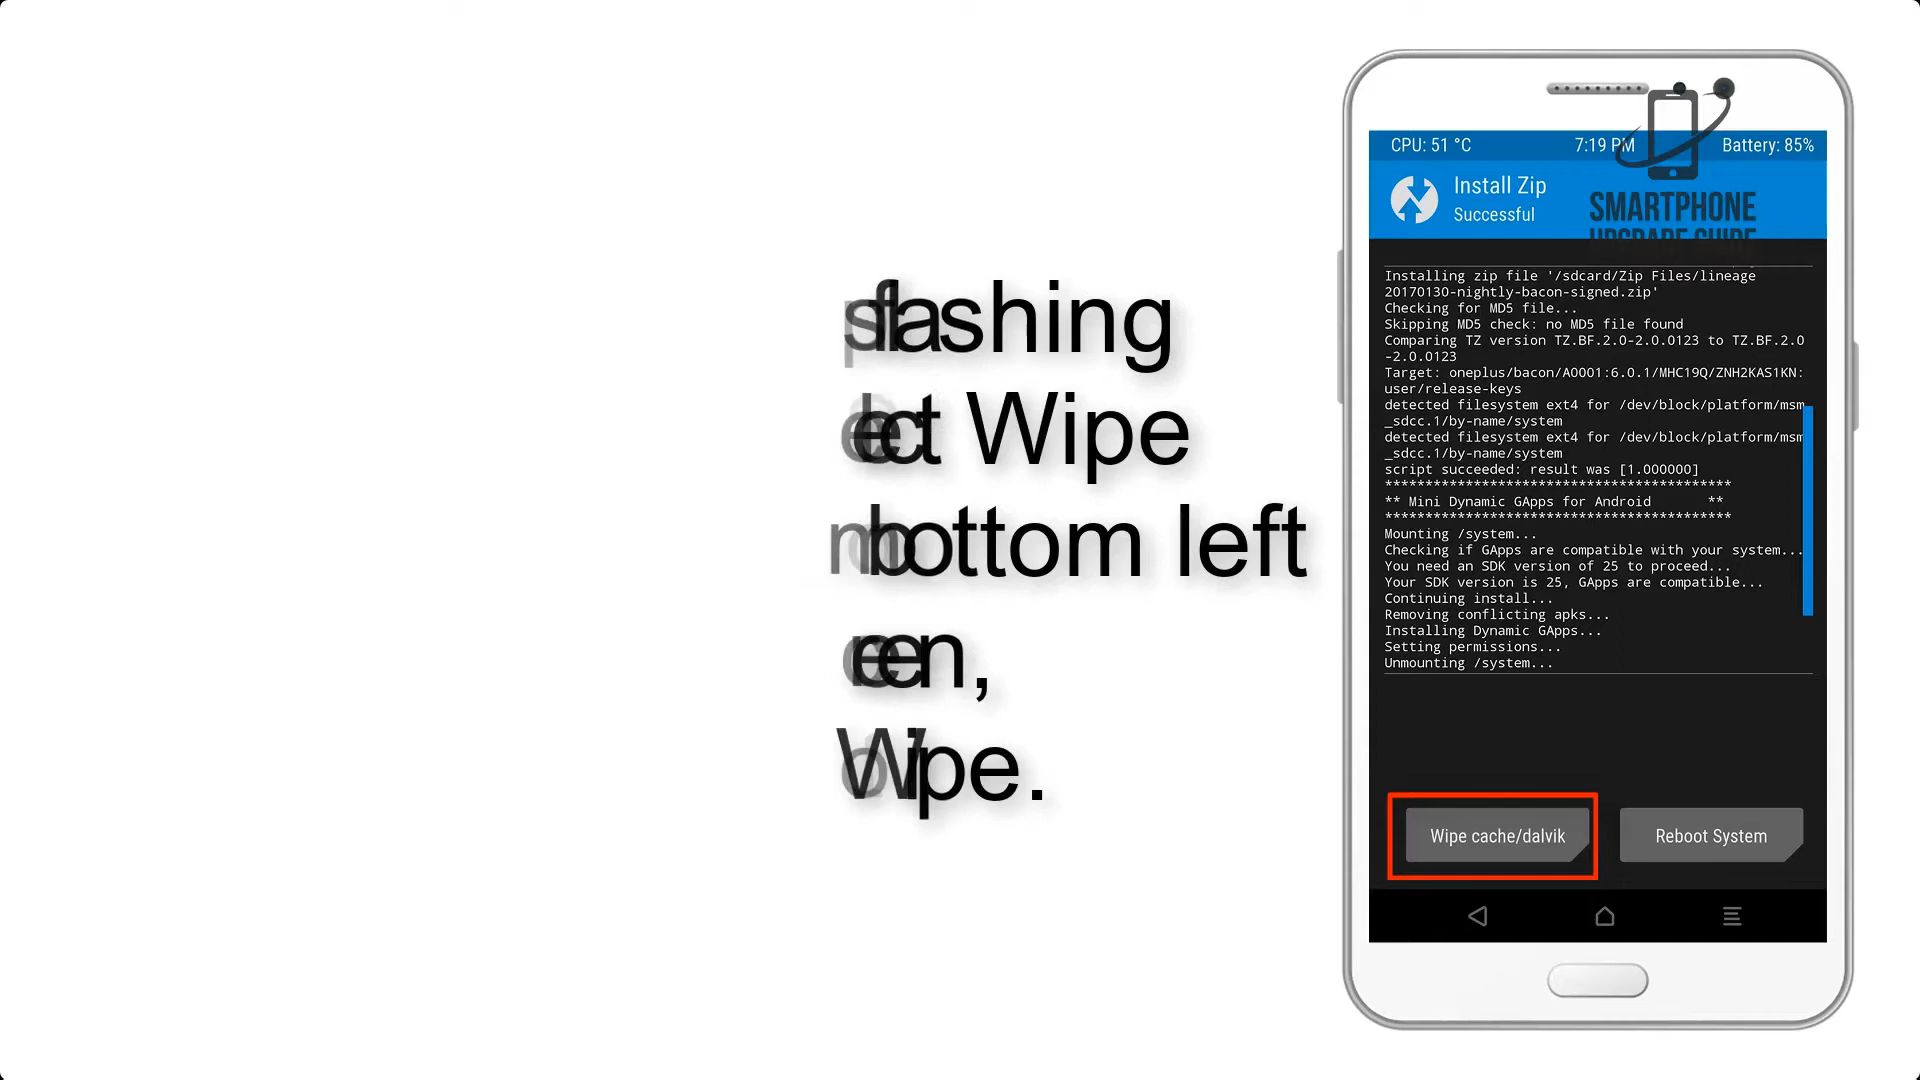 flashing
Wipe
bottom left
Wipe.
CPU: 51 °C 7:19 PM Battery: 85%
Install Zip
Successful
SMARTPHONE
UPGRADE GUIDE
Installing zip file '/sdcard/Zip Files/lineage
20170130-nightly-bacon-signed.zip'
Checking for MD5 file...
Skipping MD5 check: no MD5 file found
Comparing TZ version TZ.BF.2.0-2.0.0123 to TZ.BF.2.0
-2.0.0123
Target: oneplus/bacon/A0001:6.0.1/MHC19Q/ZNH2KAS1KN:
user/release-keys
detected filesystem ext4 for /dev/block/platform/msm
_sdcc.1/by-name/system
detected filesystem ext4 for /dev/block/platform/msm
_sdcc.1/by-name/system
script succeeded: result was [1.000000]
*******************************************
** Mini Dynamic GApps for Android **
*******************************************
Mounting /system...
Checking if GApps are compatible with your system...
You need an SDK version of 25 to proceed...
Your SDK version is 25, GApps are compatible...
Continuing install...
Removing conflicting apks...
Installing Dynamic GApps...
Setting permissions...
Unmounting /system...
Wipe cache/dalvik
Reboot System